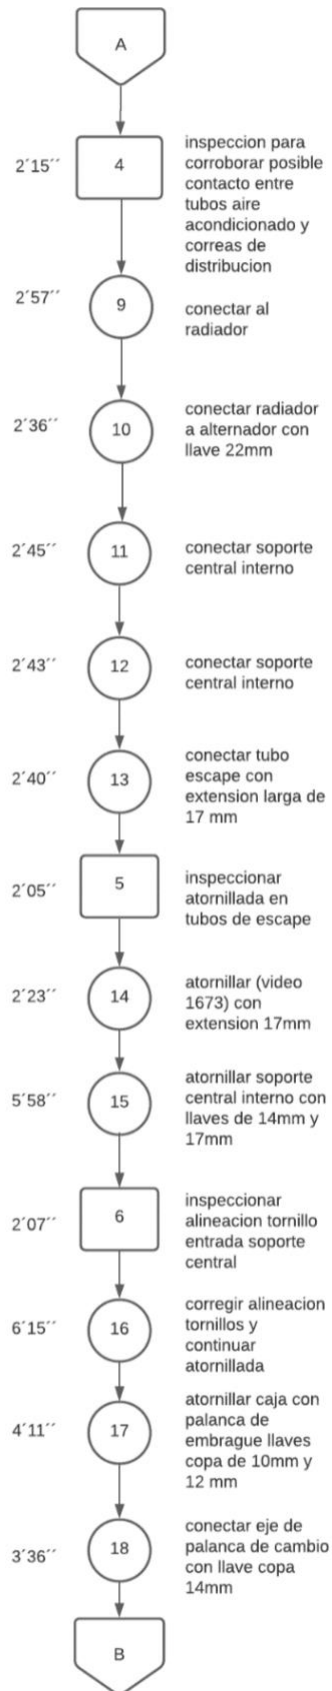 A
2´15´´
4
inspeccion para
corroborar posible
contacto entre
tubos aire
acondicionado y
correas de
distribucion
2´57´´
9
conectar al
radiador
2´36´´
10
conectar radiador
a alternador con
llave 22mm
2´45´´
11
conectar soporte
central interno
2´43´´
12
conectar soporte
central interno
2´40´´
13
conectar tubo
escape con
extension larga de
17 mm
2´05´´
5
inspeccionar
atornillada en
tubos de escape
2´23´´
14
atornillar (video
1673) con
extension 17mm
5´58´´
15
atornillar soporte
central interno con
llaves de 14mm y
17mm
2´07´´
6
inspeccionar
alineacion tornillo
entrada soporte
central
6´15´´
16
corregir alineacion
tornillos y
continuar
atornillada
4´11´´
17
atornillar caja con
palanca de
embrague llaves
copa de 10mm y
12 mm
3´36´´
18
conectar eje de
palanca de cambio
con llave copa
14mm
B